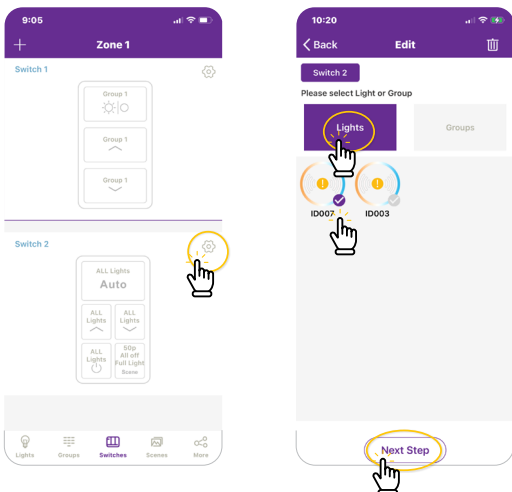 9:05
Zone 1
Switch 1
Group 1
Group 1
Group 1
Switch 2
ALL Lights
Auto
ALL
Lights
ALL
Lights
ALL
Lights
50p
All off
Full Light
Scene
Lights
Groups
Switches
Scenes
More
10:20
Back
Edit
Switch 2
Please select Light or Group
Lights
Groups
ID007
ID003
Next Step